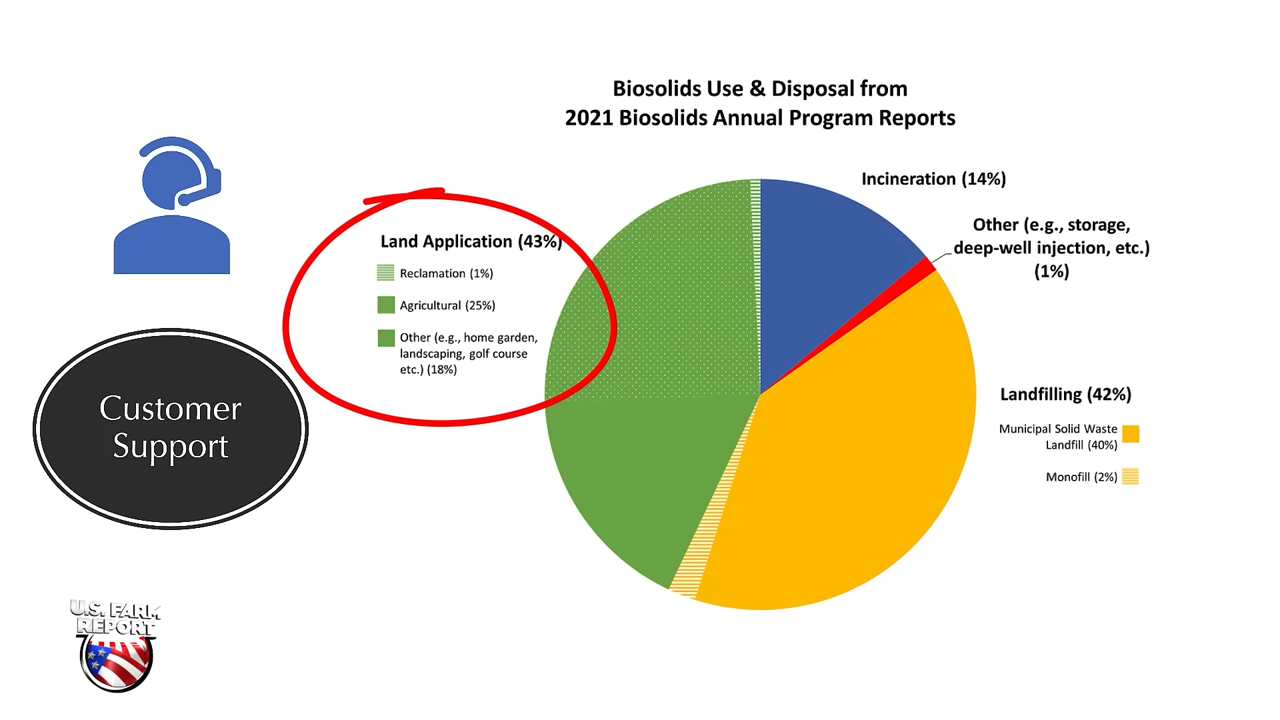 Biosolids Use & Disposal from
2021 Biosolids Annual Program Reports
Incineration (14%)
Other (e.g., storage,
deep-well injection, etc.)
(1%)
Land Application (43%)
Reclamation (1%)
Agricultural (25%)
Other (e.g., home garden,
landscaping, golf course
etc.) (18%)
Landfilling (42%)
Municipal Solid Waste
Landfill (40%)
Monofill (2%)
Customer
Support
U.S. FARM
REPORT